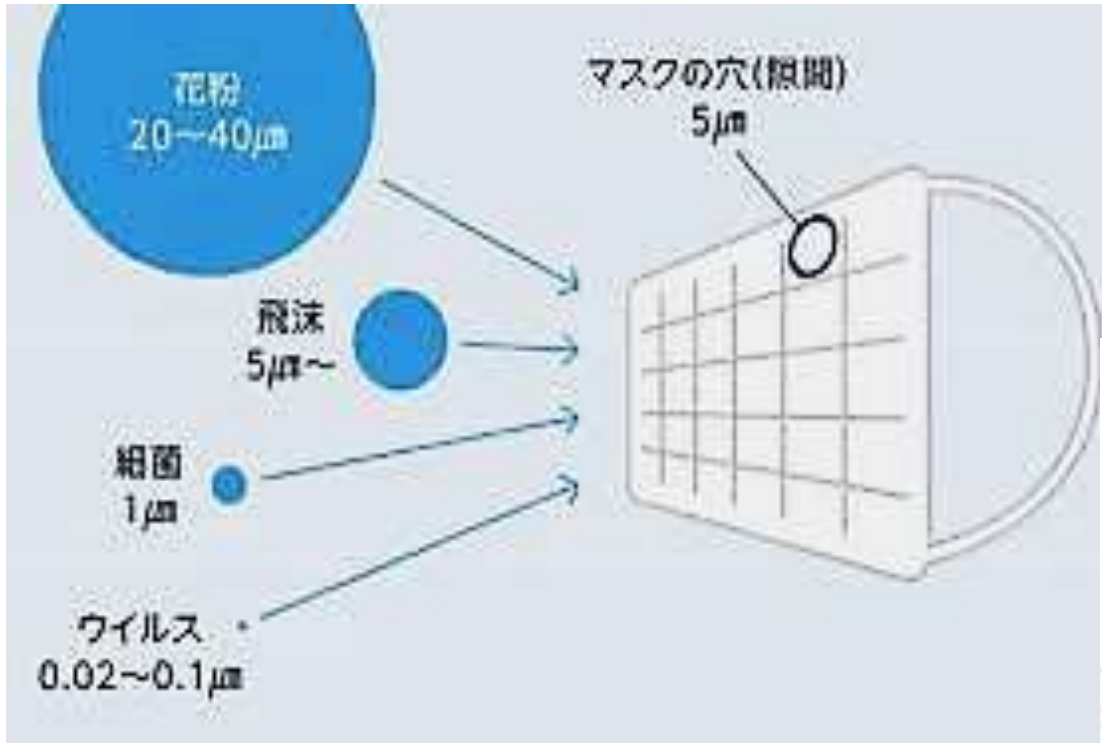 花粉
20～40μm
マスクの穴(隙間)
5μm
飛沫
5μm～
細菌
1μm
ウイルス
0.02～0.1μm